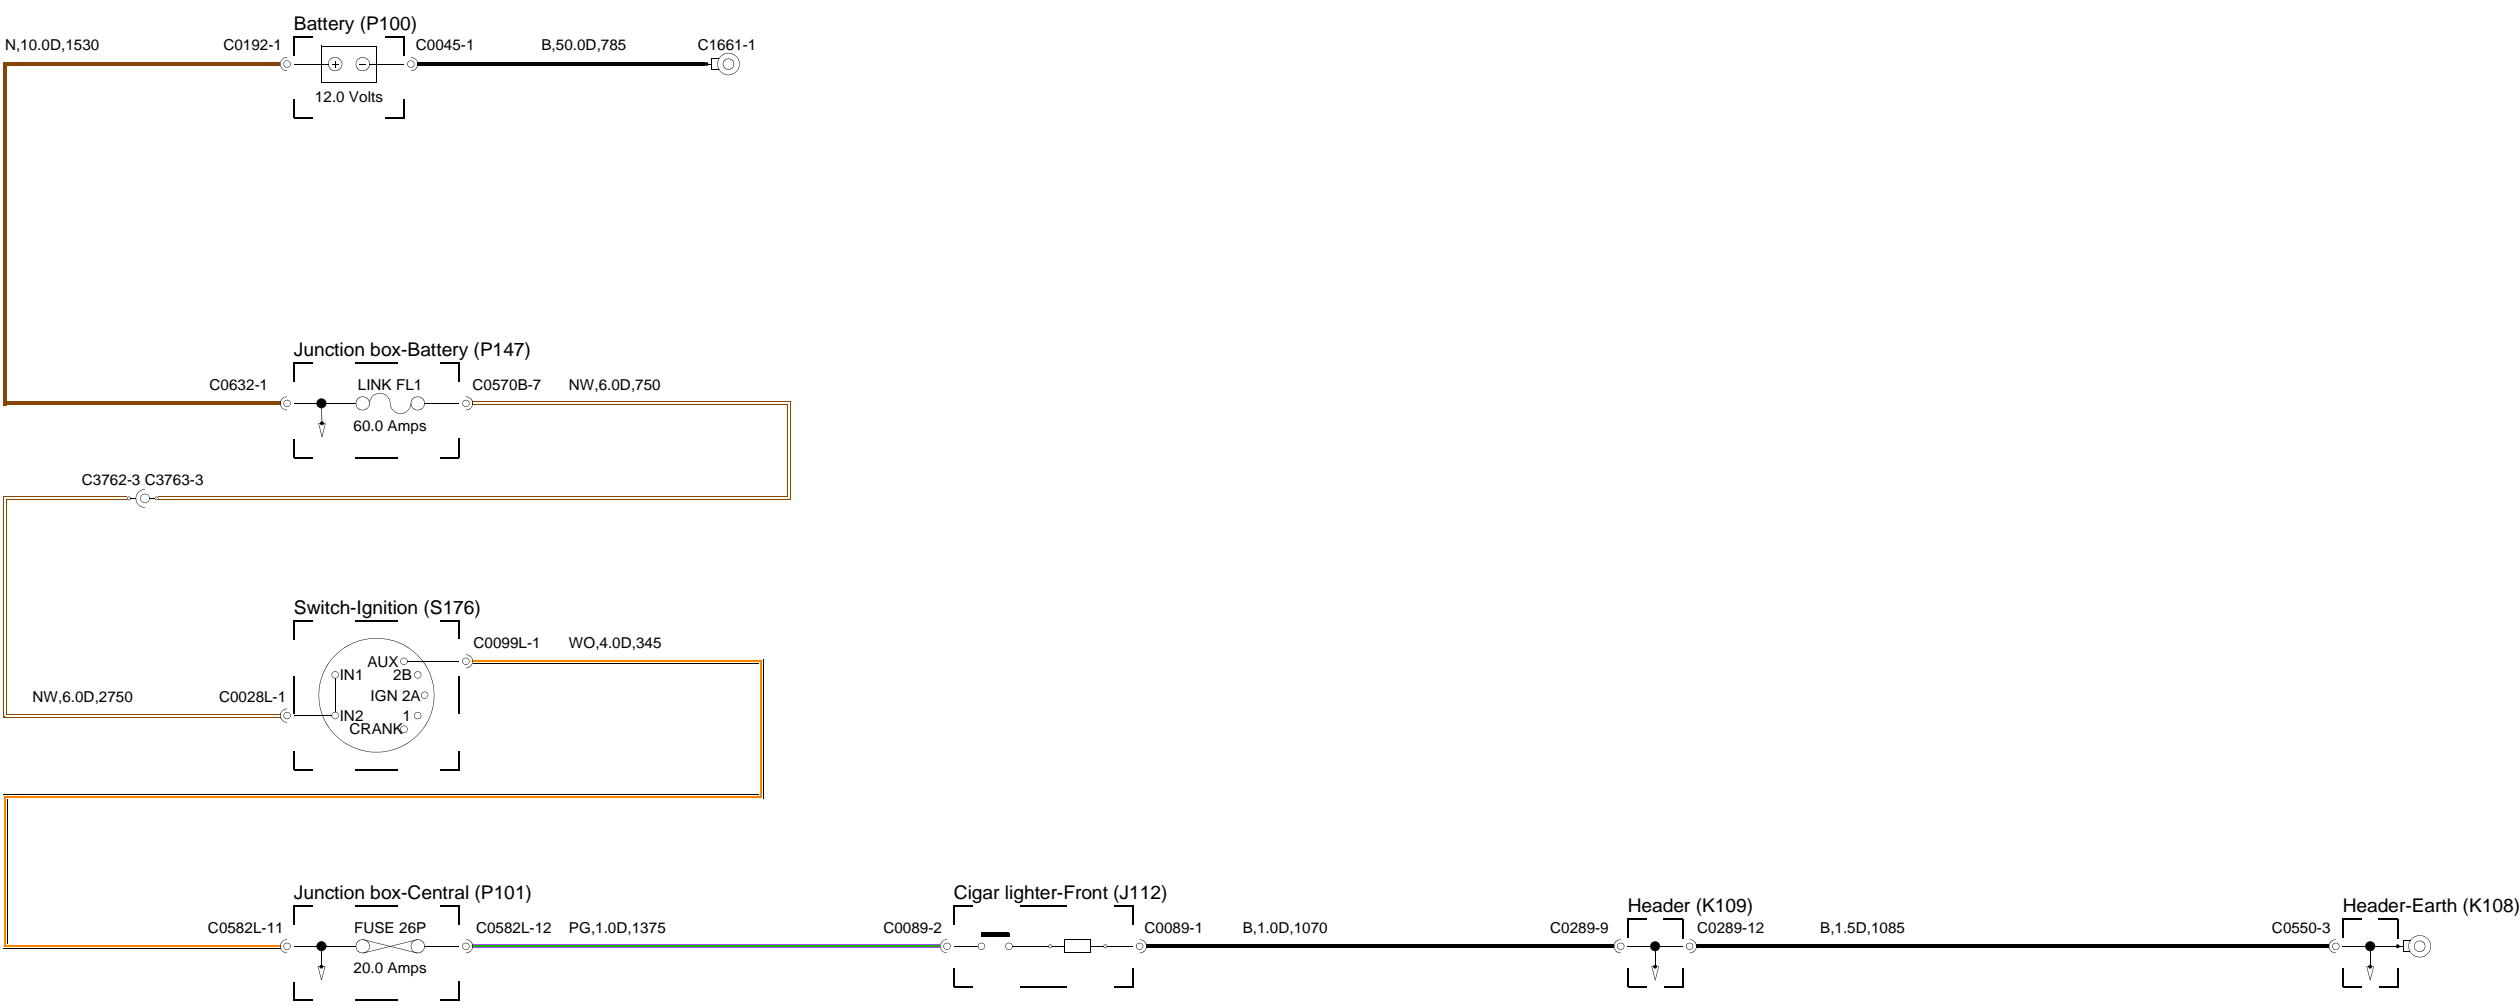 Battery (P100)
N,10.0D,1530 C0192-1 C0045-1 B,50.0D,785 C1661-1
12.0 Volts
Junction box-Battery (P147)
C0632-1 LINK FL1 C0570B-7 NW,6.0D,750
60.0 Amps
C3762-3 C3763-3
Switch-Ignition (S176)
C0099L-1 WO,4.0D,345
AUX
IN1 2B
IGN 2A
NW,6.0D,2750 C0028L-1
IN2 1
CRANK
Junction box-Central (P101) Cigar lighter-Front (J112)
Header (K109) Header-Earth (K108)
C0582L-11 FUSE 26P C0582L-12 PG,1.0D,1375 C0089-2 C0089-1 B,1.0D,1070 C0289-9 C0289-12 B,1.5D,1085 C0550-3
20.0 Amps